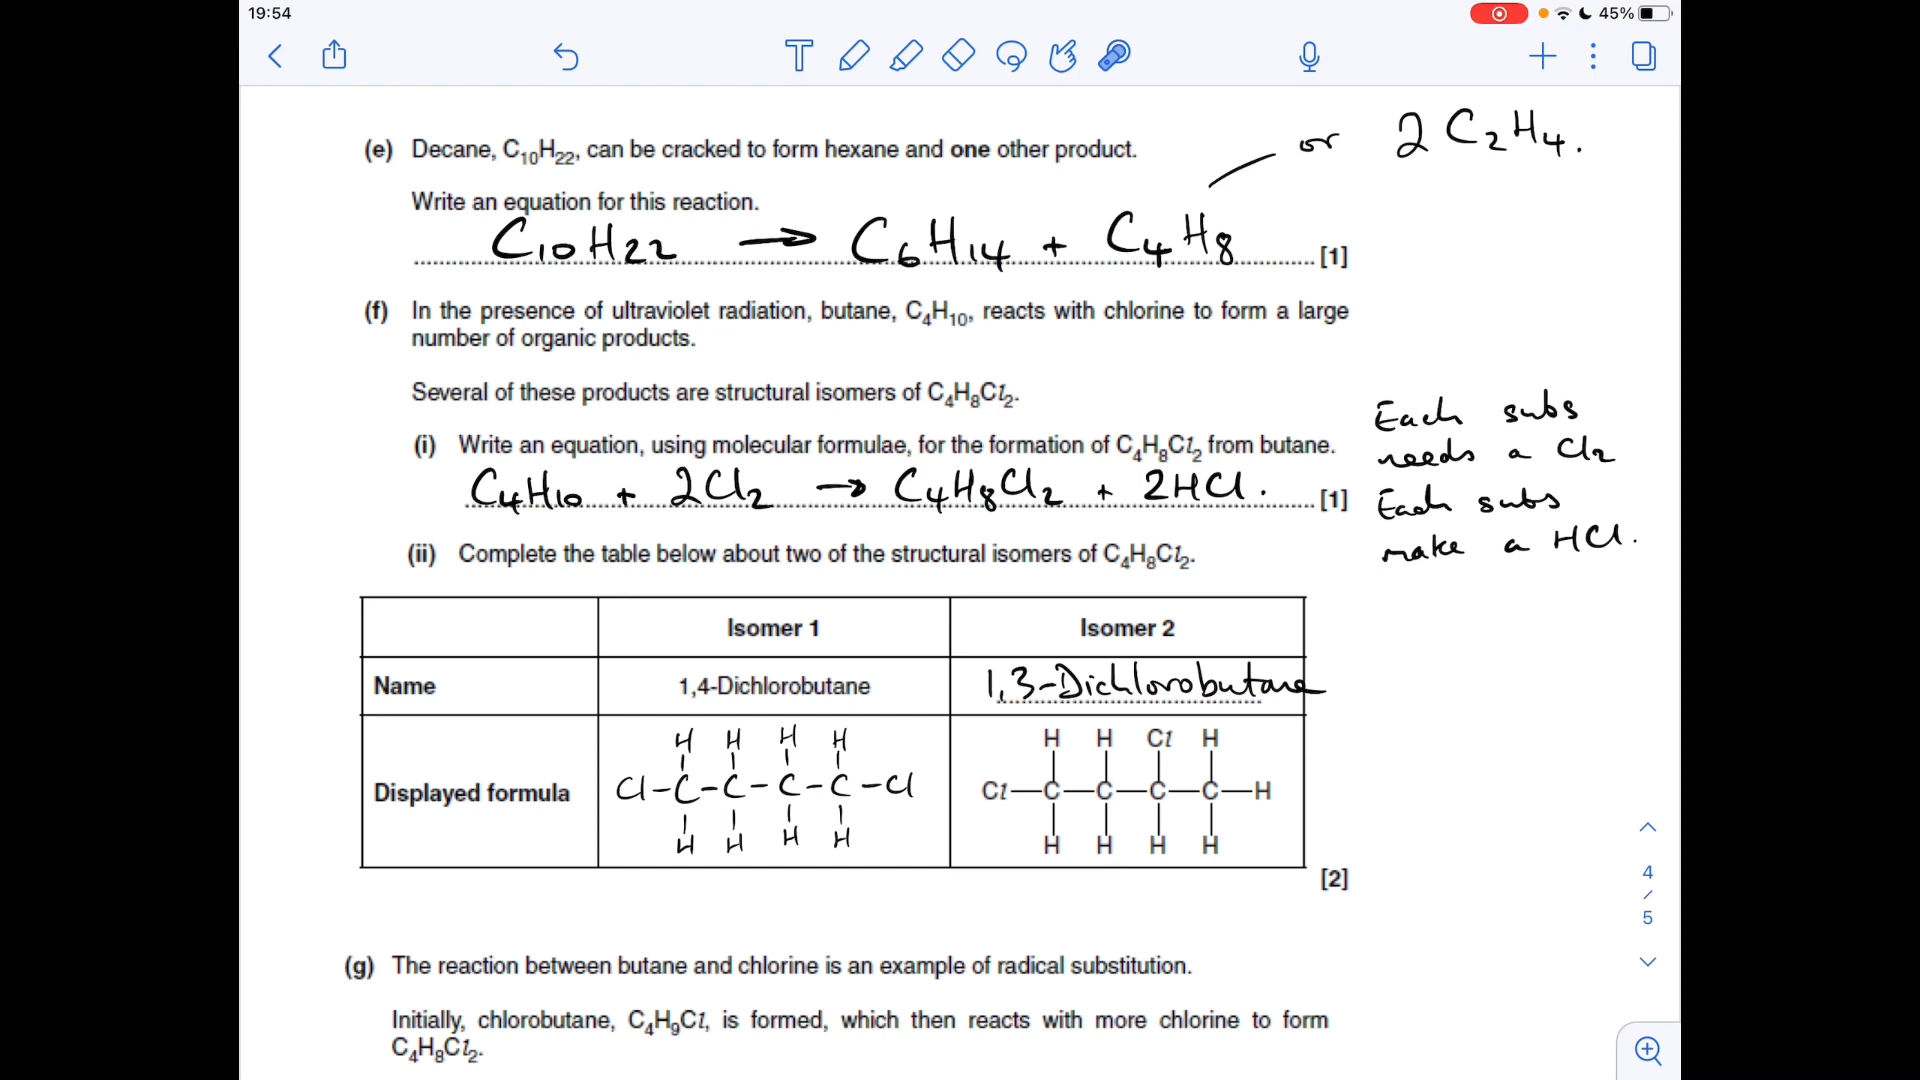 19:54
45%
or 2C₂H₄.
(e) Decane, C₁₀H₂₂, can be cracked to form hexane and one other product.
Write an equation for this reaction.
C₁₀H₂₂ → C₆H₁₄ + C₄H₈ [1]
(f) In the presence of ultraviolet radiation, butane, C₄H₁₀, reacts with chlorine to form a large
number of organic products.
Several of these products are structural isomers of C₄H₈Cl₂.
(i) Write an equation, using molecular formulae, for the formation of C₄H₈Cl₂ from butane.
C₄H₁₀ + 2Cl₂ → C₄H₈Cl₂ + 2HCl. [1]
Each subs
needs a Cl₂
Each subs
make a HCl.
(ii) Complete the table below about two of the structural isomers of C₄H₈Cl₂.
Isomer 1 Isomer 2
Name 1,4-Dichlorobutane 1,3-Dichlorobutane
H H H H H H Cl H
Displayed formula Cl-C-C-C-C-Cl Cl—C—C—C—C—H
H H H H H H H H
[2]
(g) The reaction between butane and chlorine is an example of radical substitution.
Initially, chlorobutane, C₄H₉Cl, is formed, which then reacts with more chlorine to form
C₄H₈Cl₂.
4
/
5